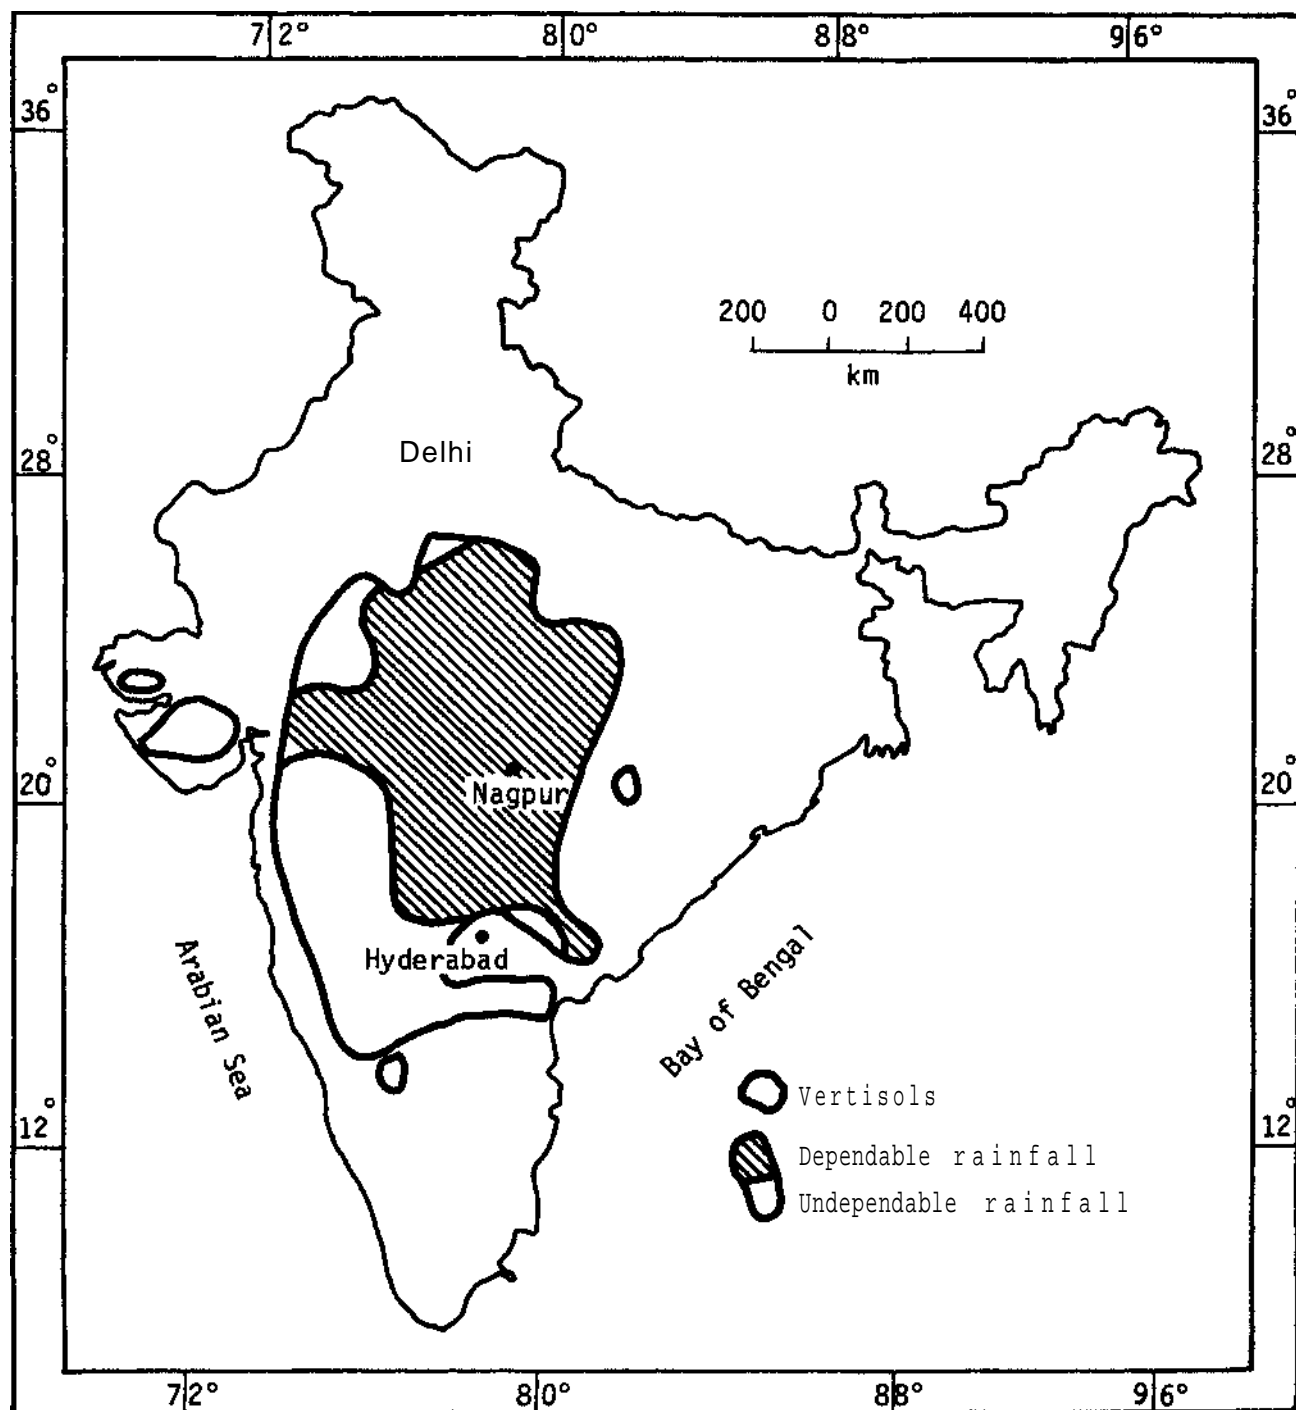 72° 80° 88° 96°
36° 36°
200 0 200 400
km
Delhi
28° 28°
20° 20°
Nagpur
Hyderabad
Arabian Sea
Bay of Bengal
Vertisols
12° 12°
Dependable rainfall
Undependable rainfall
72° 80° 88° 96°